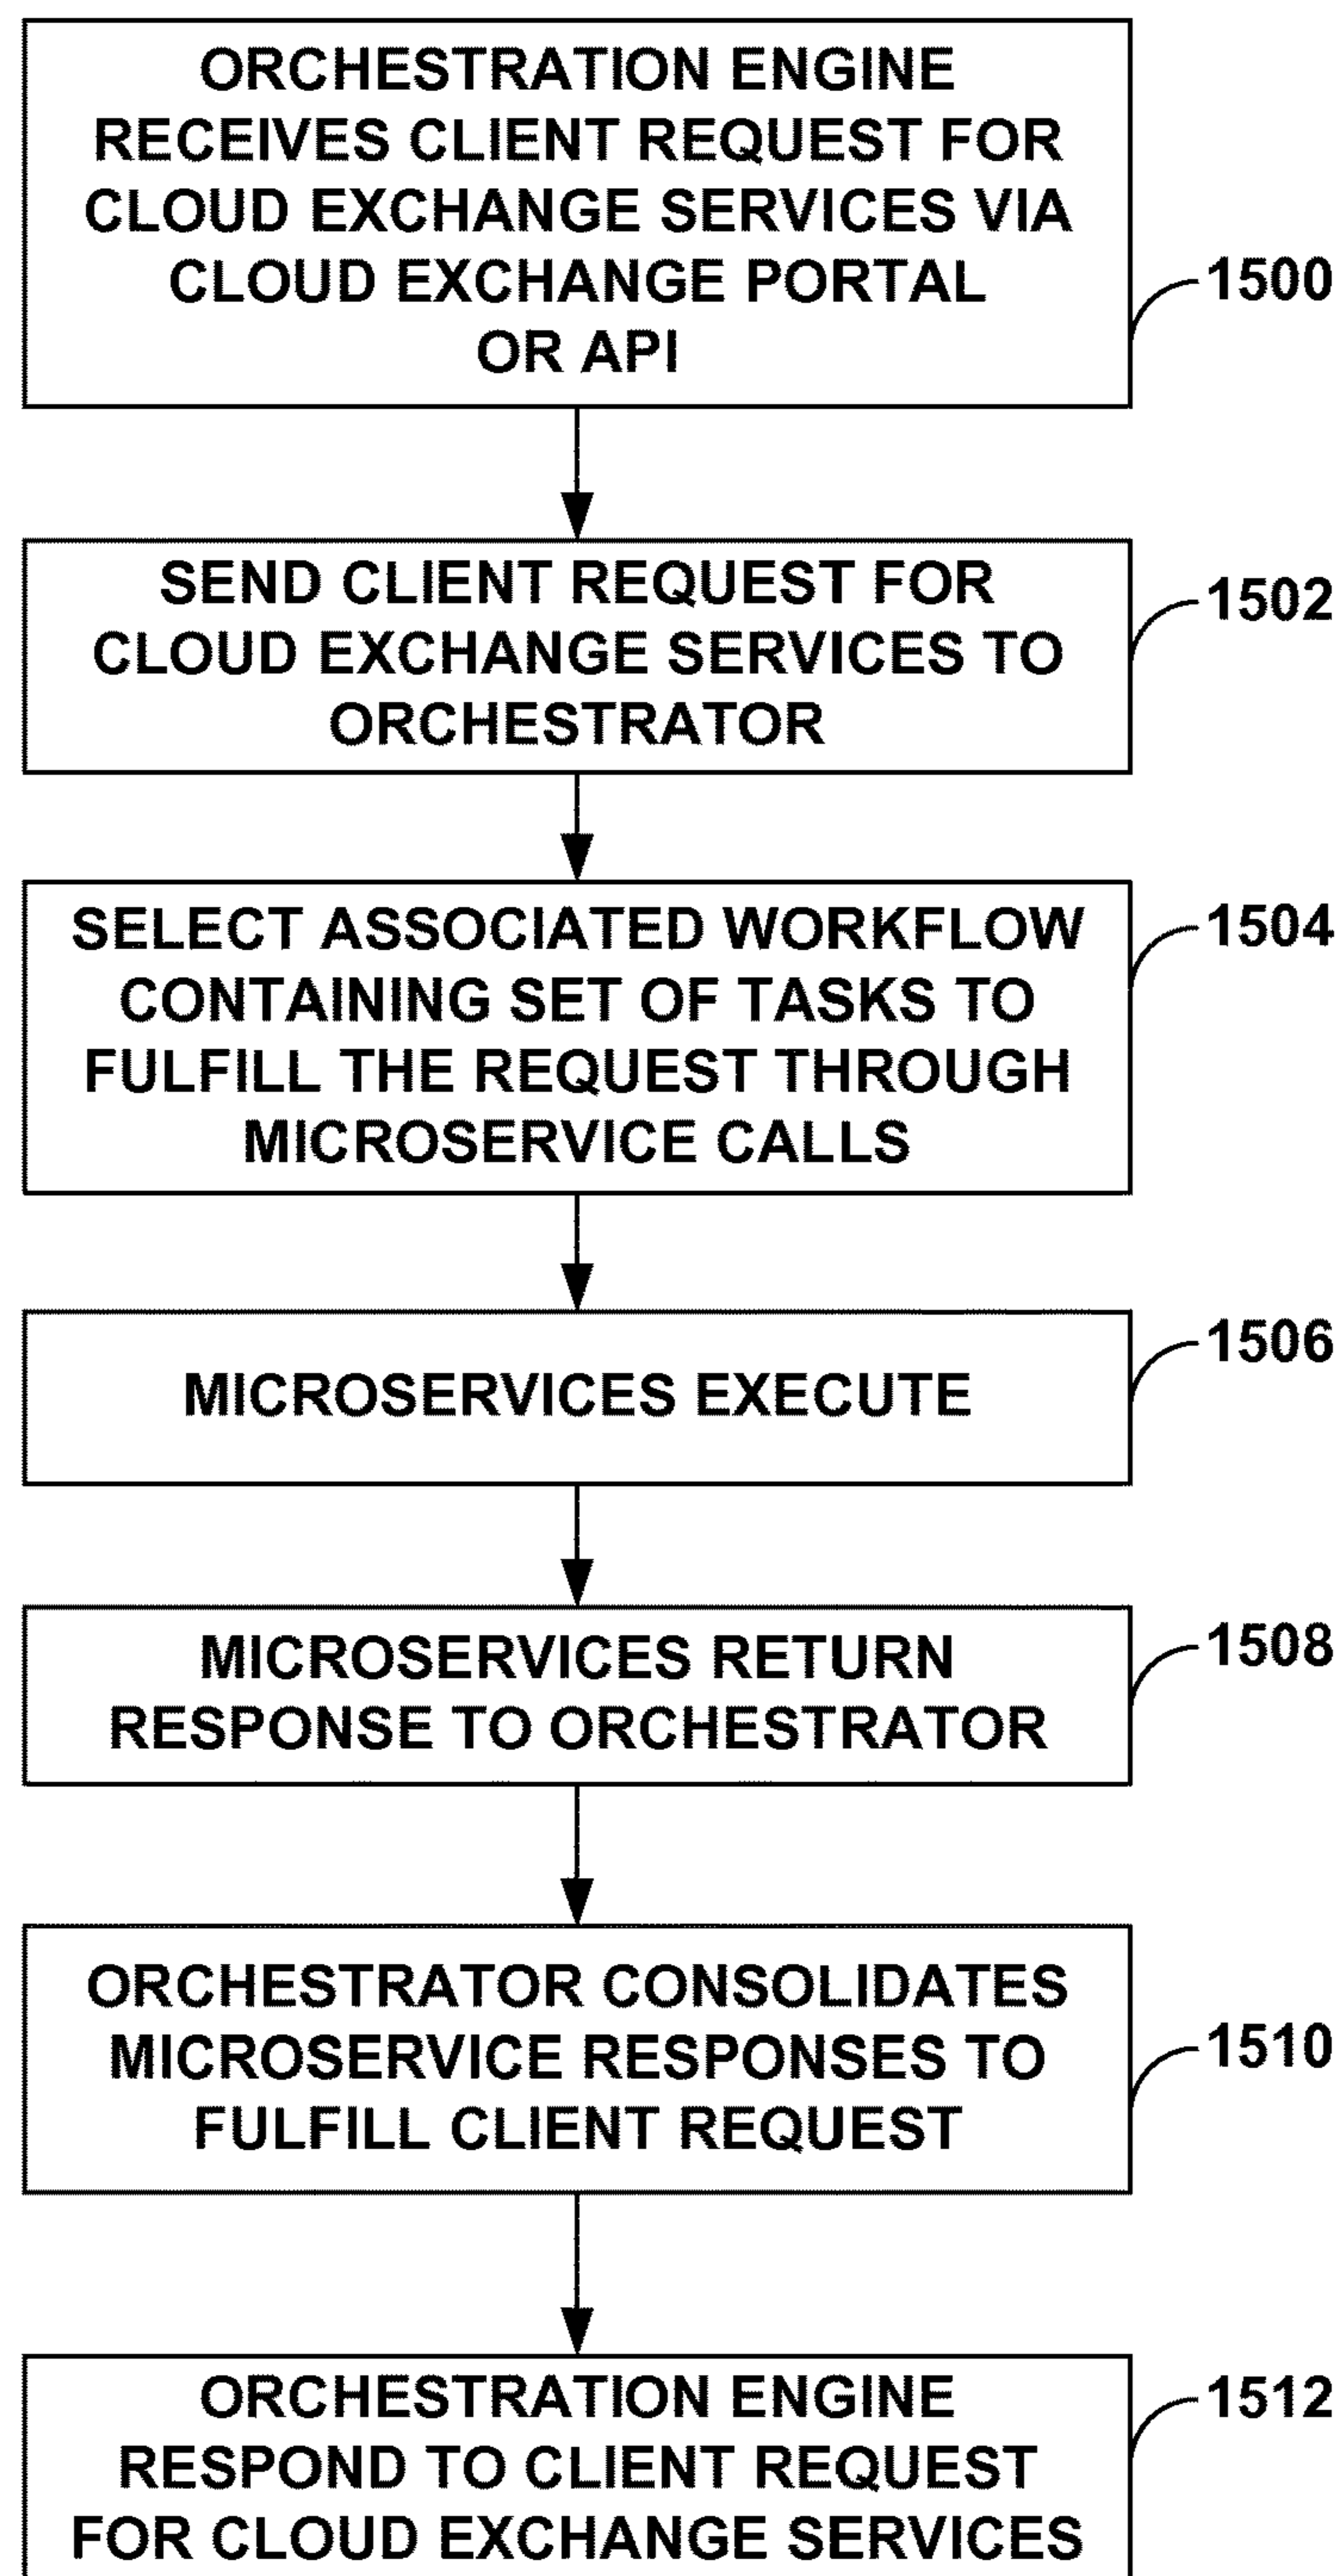 ORCHESTRATION ENGINE
RECEIVES CLIENT REQUEST FOR
CLOUD EXCHANGE SERVICES VIA
CLOUD EXCHANGE PORTAL
OR API
1500
SEND CLIENT REQUEST FOR
CLOUD EXCHANGE SERVICES TO
ORCHESTRATOR
1502
SELECT ASSOCIATED WORKFLOW
CONTAINING SET OF TASKS TO
FULFILL THE REQUEST THROUGH
MICROSERVICE CALLS
1504
MICROSERVICES EXECUTE
1506
MICROSERVICES RETURN
RESPONSE TO ORCHESTRATOR
1508
ORCHESTRATOR CONSOLIDATES
MICROSERVICE RESPONSES TO
FULFILL CLIENT REQUEST
1510
ORCHESTRATION ENGINE
RESPOND TO CLIENT REQUEST
FOR CLOUD EXCHANGE SERVICES
1512